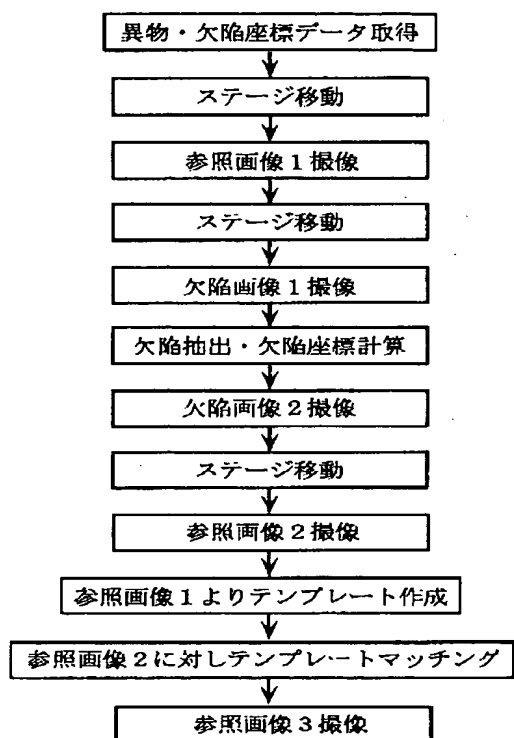 異物・欠陥座標データ取得
ステージ移動
参照画像1撮像
ステージ移動
欠陥画像1撮像
欠陥抽出・欠陥座標計算
欠陥画像2撮像
ステージ移動
参照画像2撮像
参照画像1よりテンプレート作成
参照画像2に対しテンプレートマッチング
参照画像3撮像